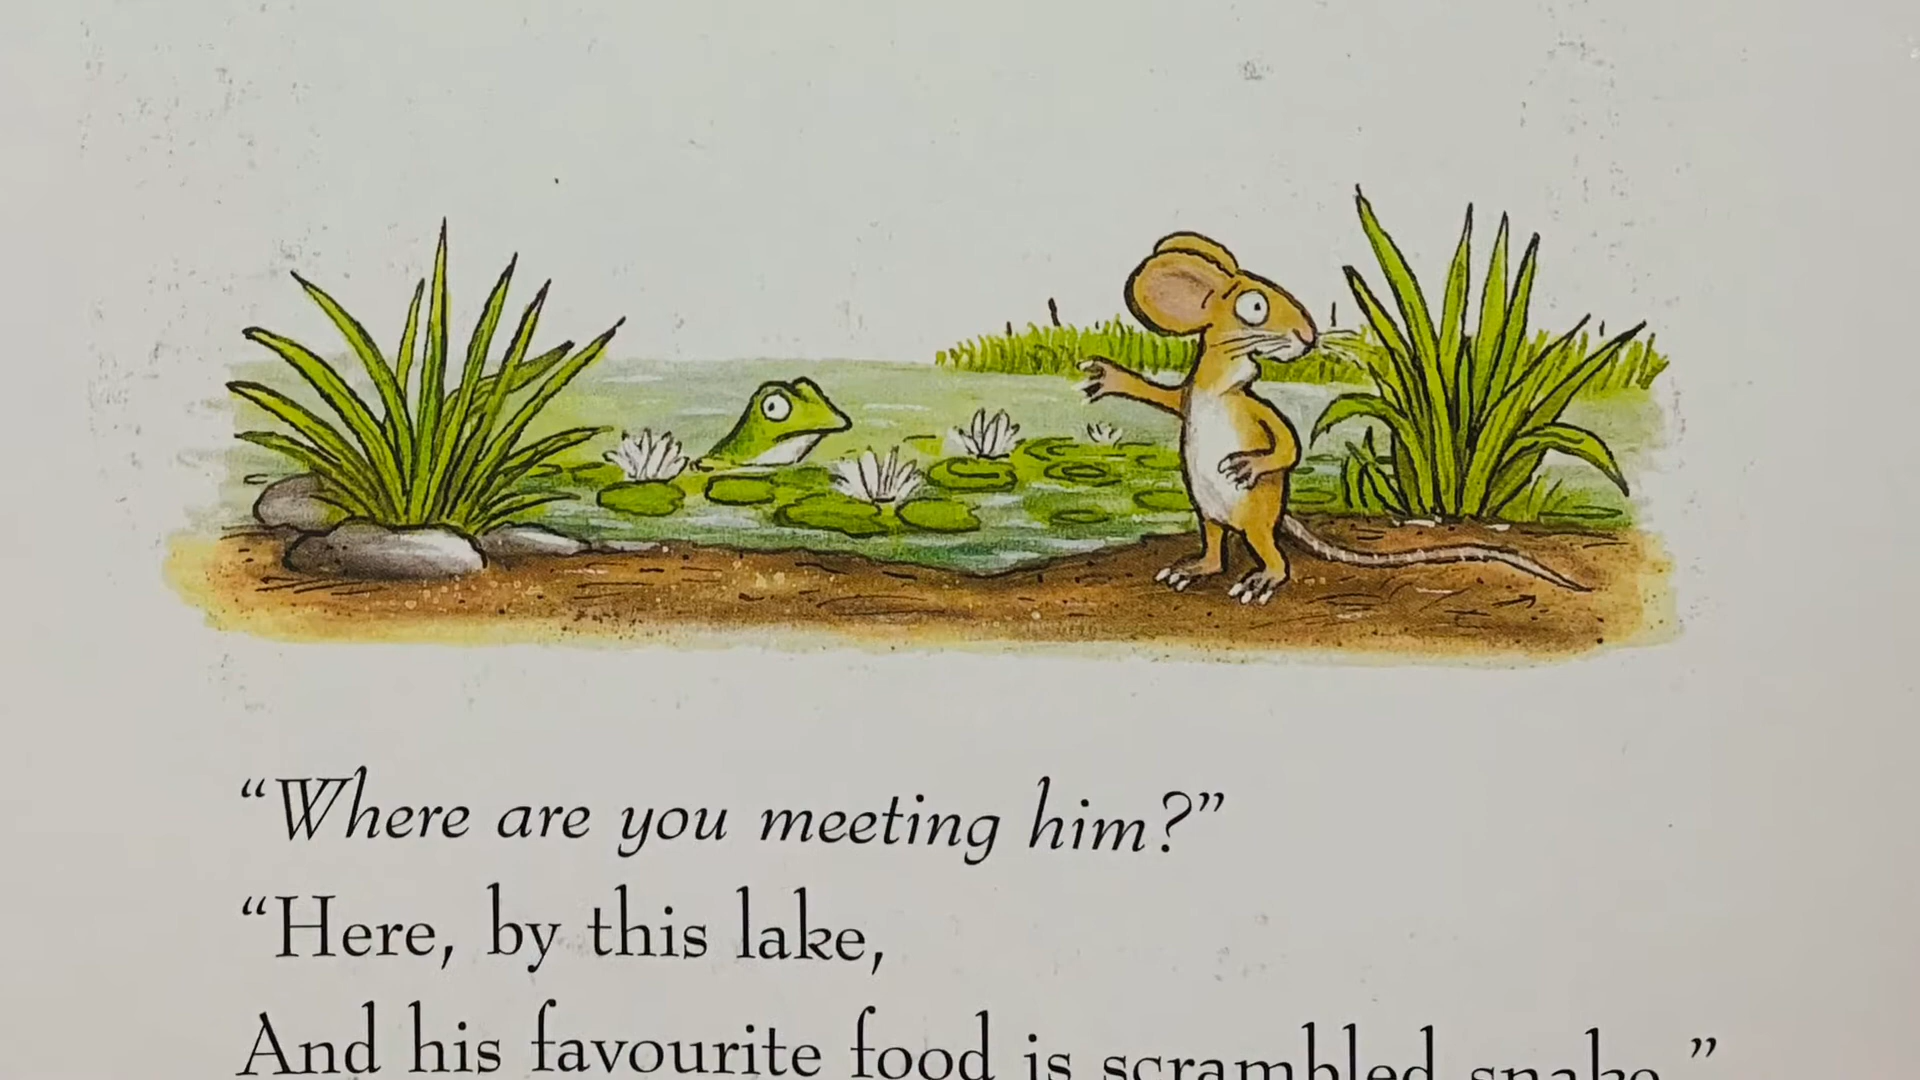 “Where are you meeting him?”
“Here, by this lake,
And his favourite food is scrambled snake.”